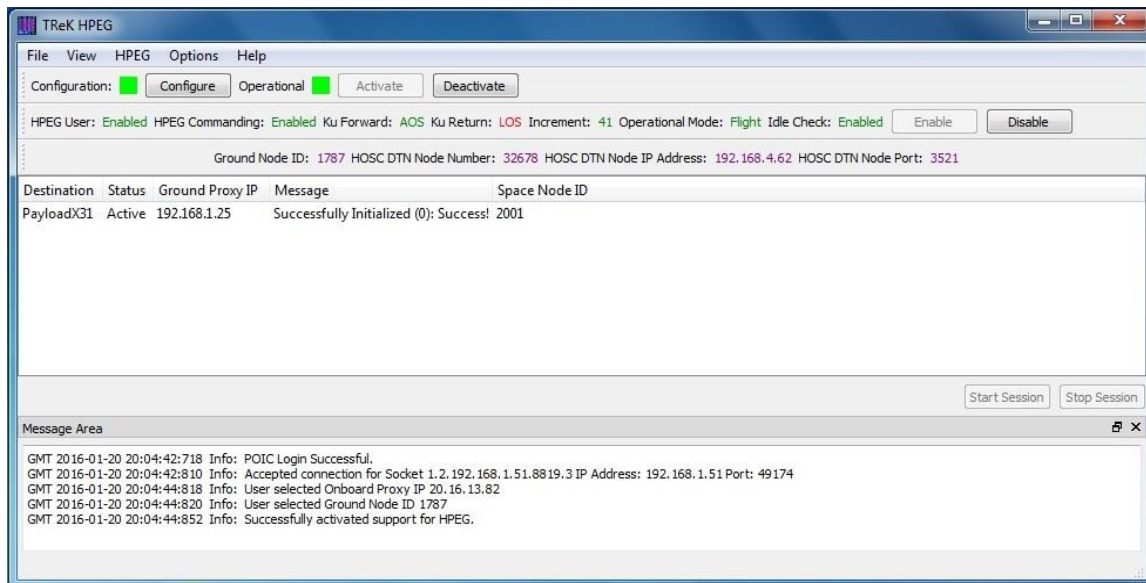 TReK HPEG
File View HPEG Options Help
Configuration: Configure Operational Activate Deactivate
HPEG User: Enabled HPEG Commanding: Enabled Ku Forward: AOS Ku Return: LOS Increment: 41 Operational Mode: Flight Idle Check: Enabled Enable Disable
Ground Node ID: 1787 HOSC DTN Node Number: 32678 HOSC DTN Node IP Address: 192.168.4.62 HOSC DTN Node Port: 3521
Destination Status Ground Proxy IP Message Space Node ID
PayloadX31 Active 192.168.1.25 Successfully Initialized (0): Success! 2001
Start Session Stop Session
Message Area
GMT 2016-01-20 20:04:42:718 Info: POIC Login Successful.
GMT 2016-01-20 20:04:42:810 Info: Accepted connection for Socket 1.2.192.168.1.51.8819.3 IP Address: 192.168.1.51 Port: 49174
GMT 2016-01-20 20:04:44:818 Info: User selected Onboard Proxy IP 20.16.13.82
GMT 2016-01-20 20:04:44:820 Info: User selected Ground Node ID 1787
GMT 2016-01-20 20:04:44:852 Info: Successfully activated support for HPEG.